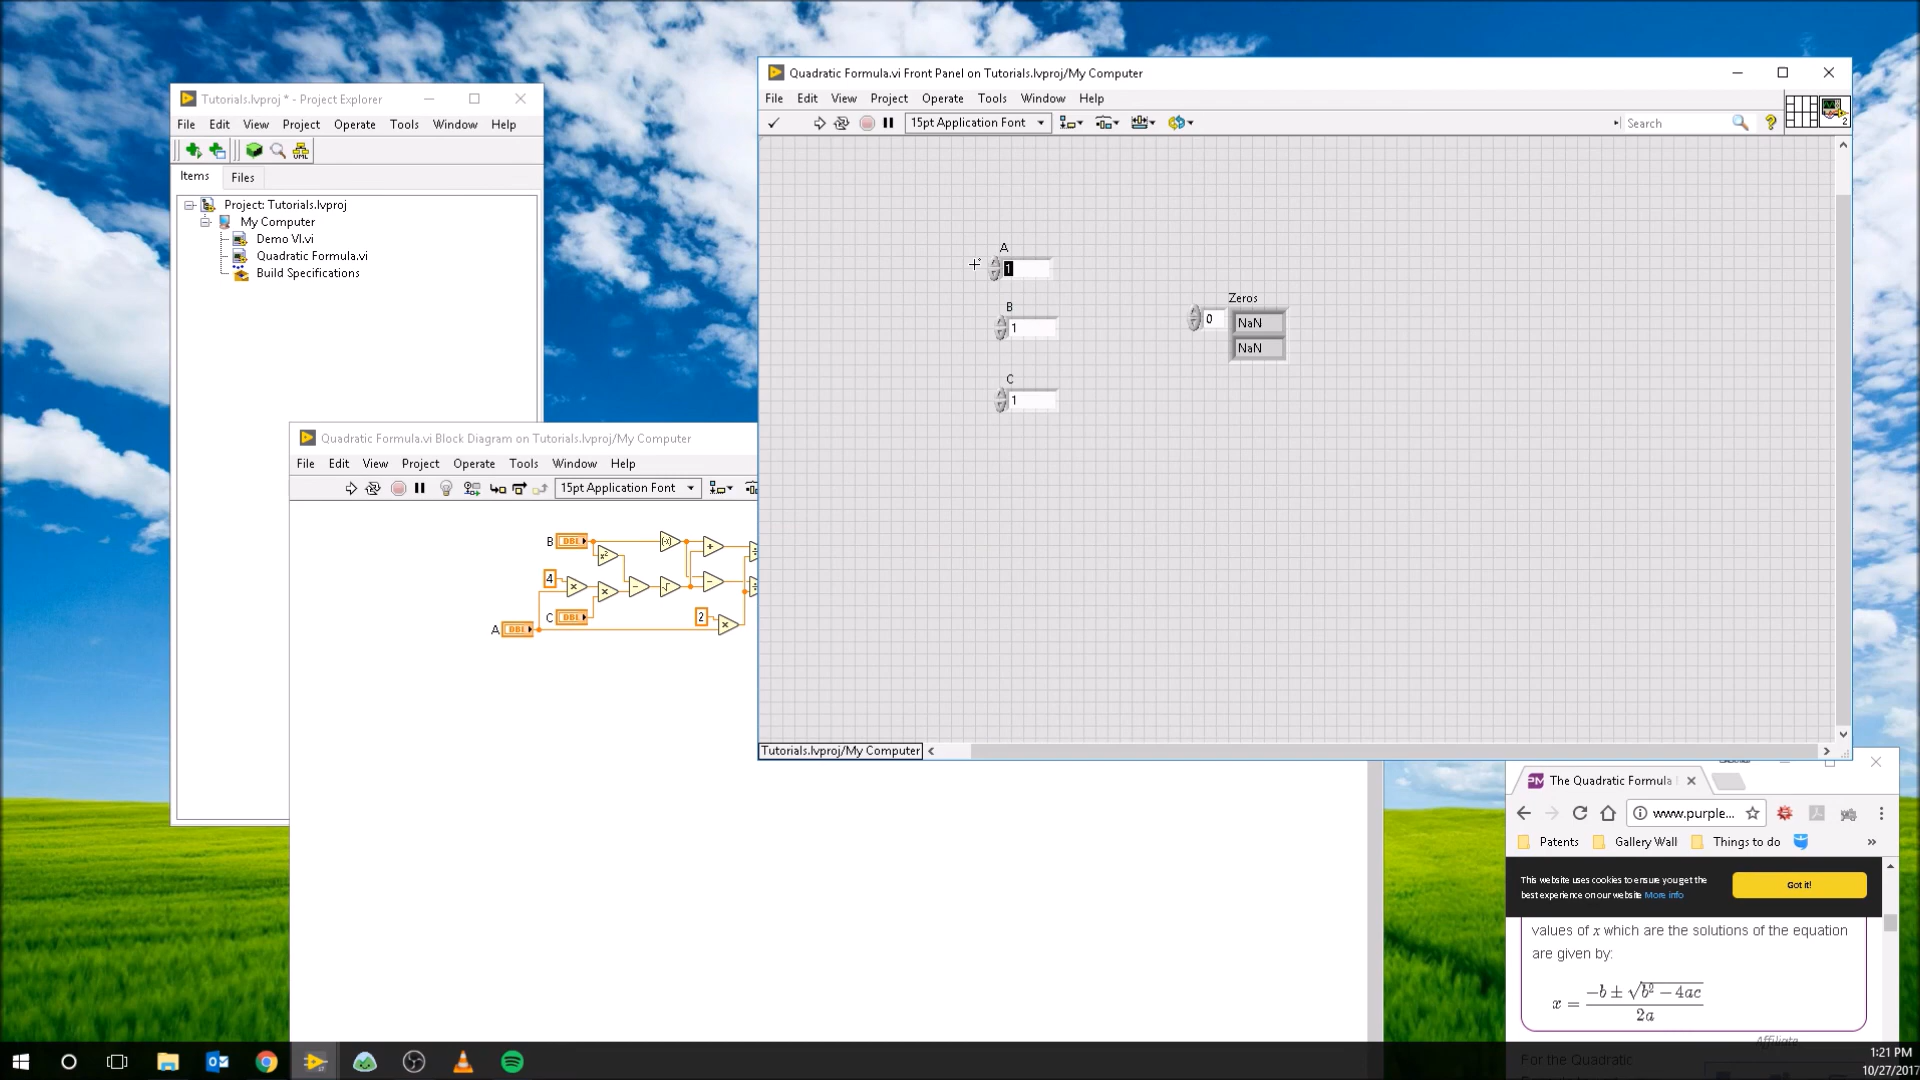 Tutorials.lvproj * - Project Explorer
File Edit View Project Operate Tools Window Help
Items Files
Project: Tutorials.lvproj
My Computer
Demo VI.vi
Quadratic Formula.vi
Build Specifications
Quadratic Formula.vi Block Diagram on Tutorials.lvproj/My Computer
File Edit View Project Operate Tools Window Help
15pt Application Font
B DBL
4
C DBL
2
A DBL
Quadratic Formula.vi Front Panel on Tutorials.lvproj/My Computer
File Edit View Project Operate Tools Window Help
15pt Application Font
Search
2
A
1
B
1
C
1
Zeros
0 NaN
NaN
Tutorials.lvproj/My Computer
The Quadratic Formula
www.purple...
Patents Gallery Wall Things to do
This website uses cookies to ensure you get the
best experience on our website More info
Got it!
values of x which are the solutions of the equation
are given by:
x = \frac{-b ± \sqrt{b² − 4ac}}{2a}
Affiliate
For the Quadratic
1:21 PM
10/27/2017